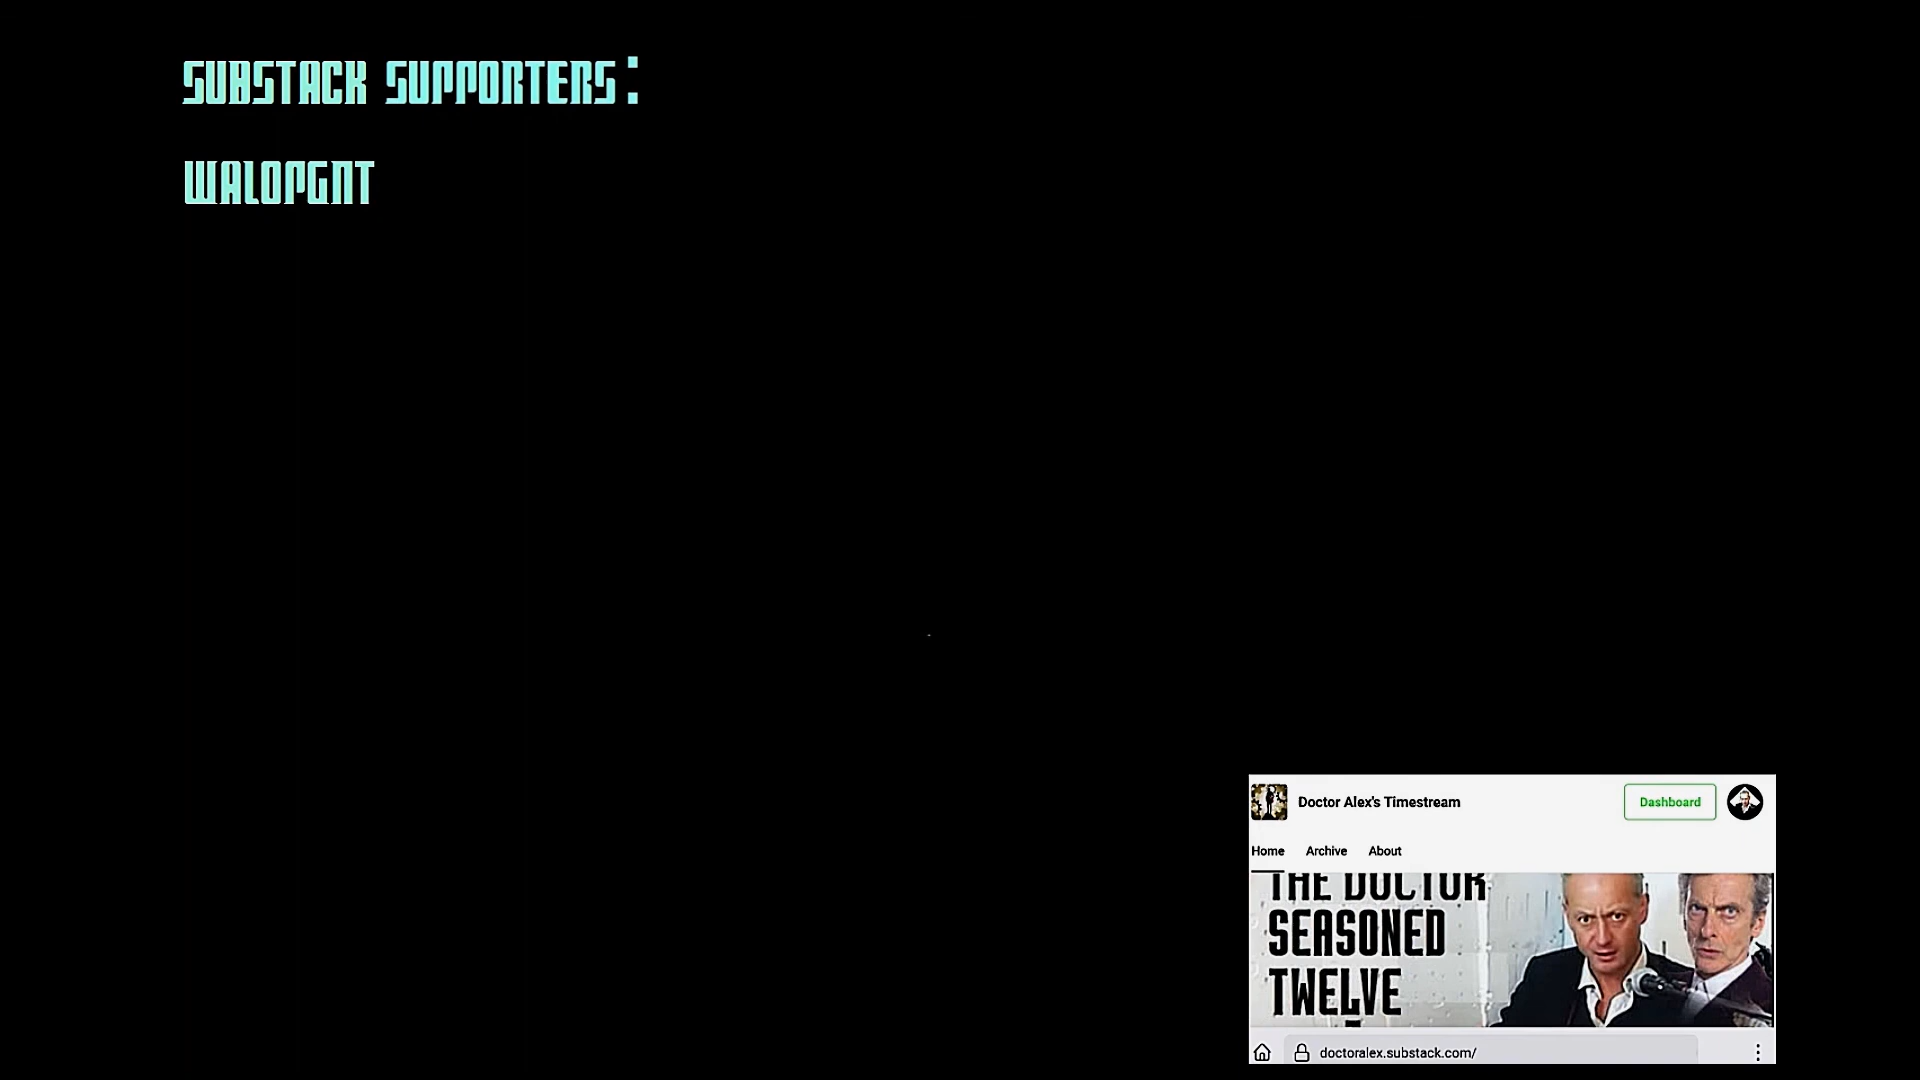 SUBSTACK SUPPORTERS:
WALOPGNT
Doctor Alex's Timestream
Dashboard
Home Archive About
THE DOCTOR
SEASONED
TWELVE
doctoralex.substack.com/